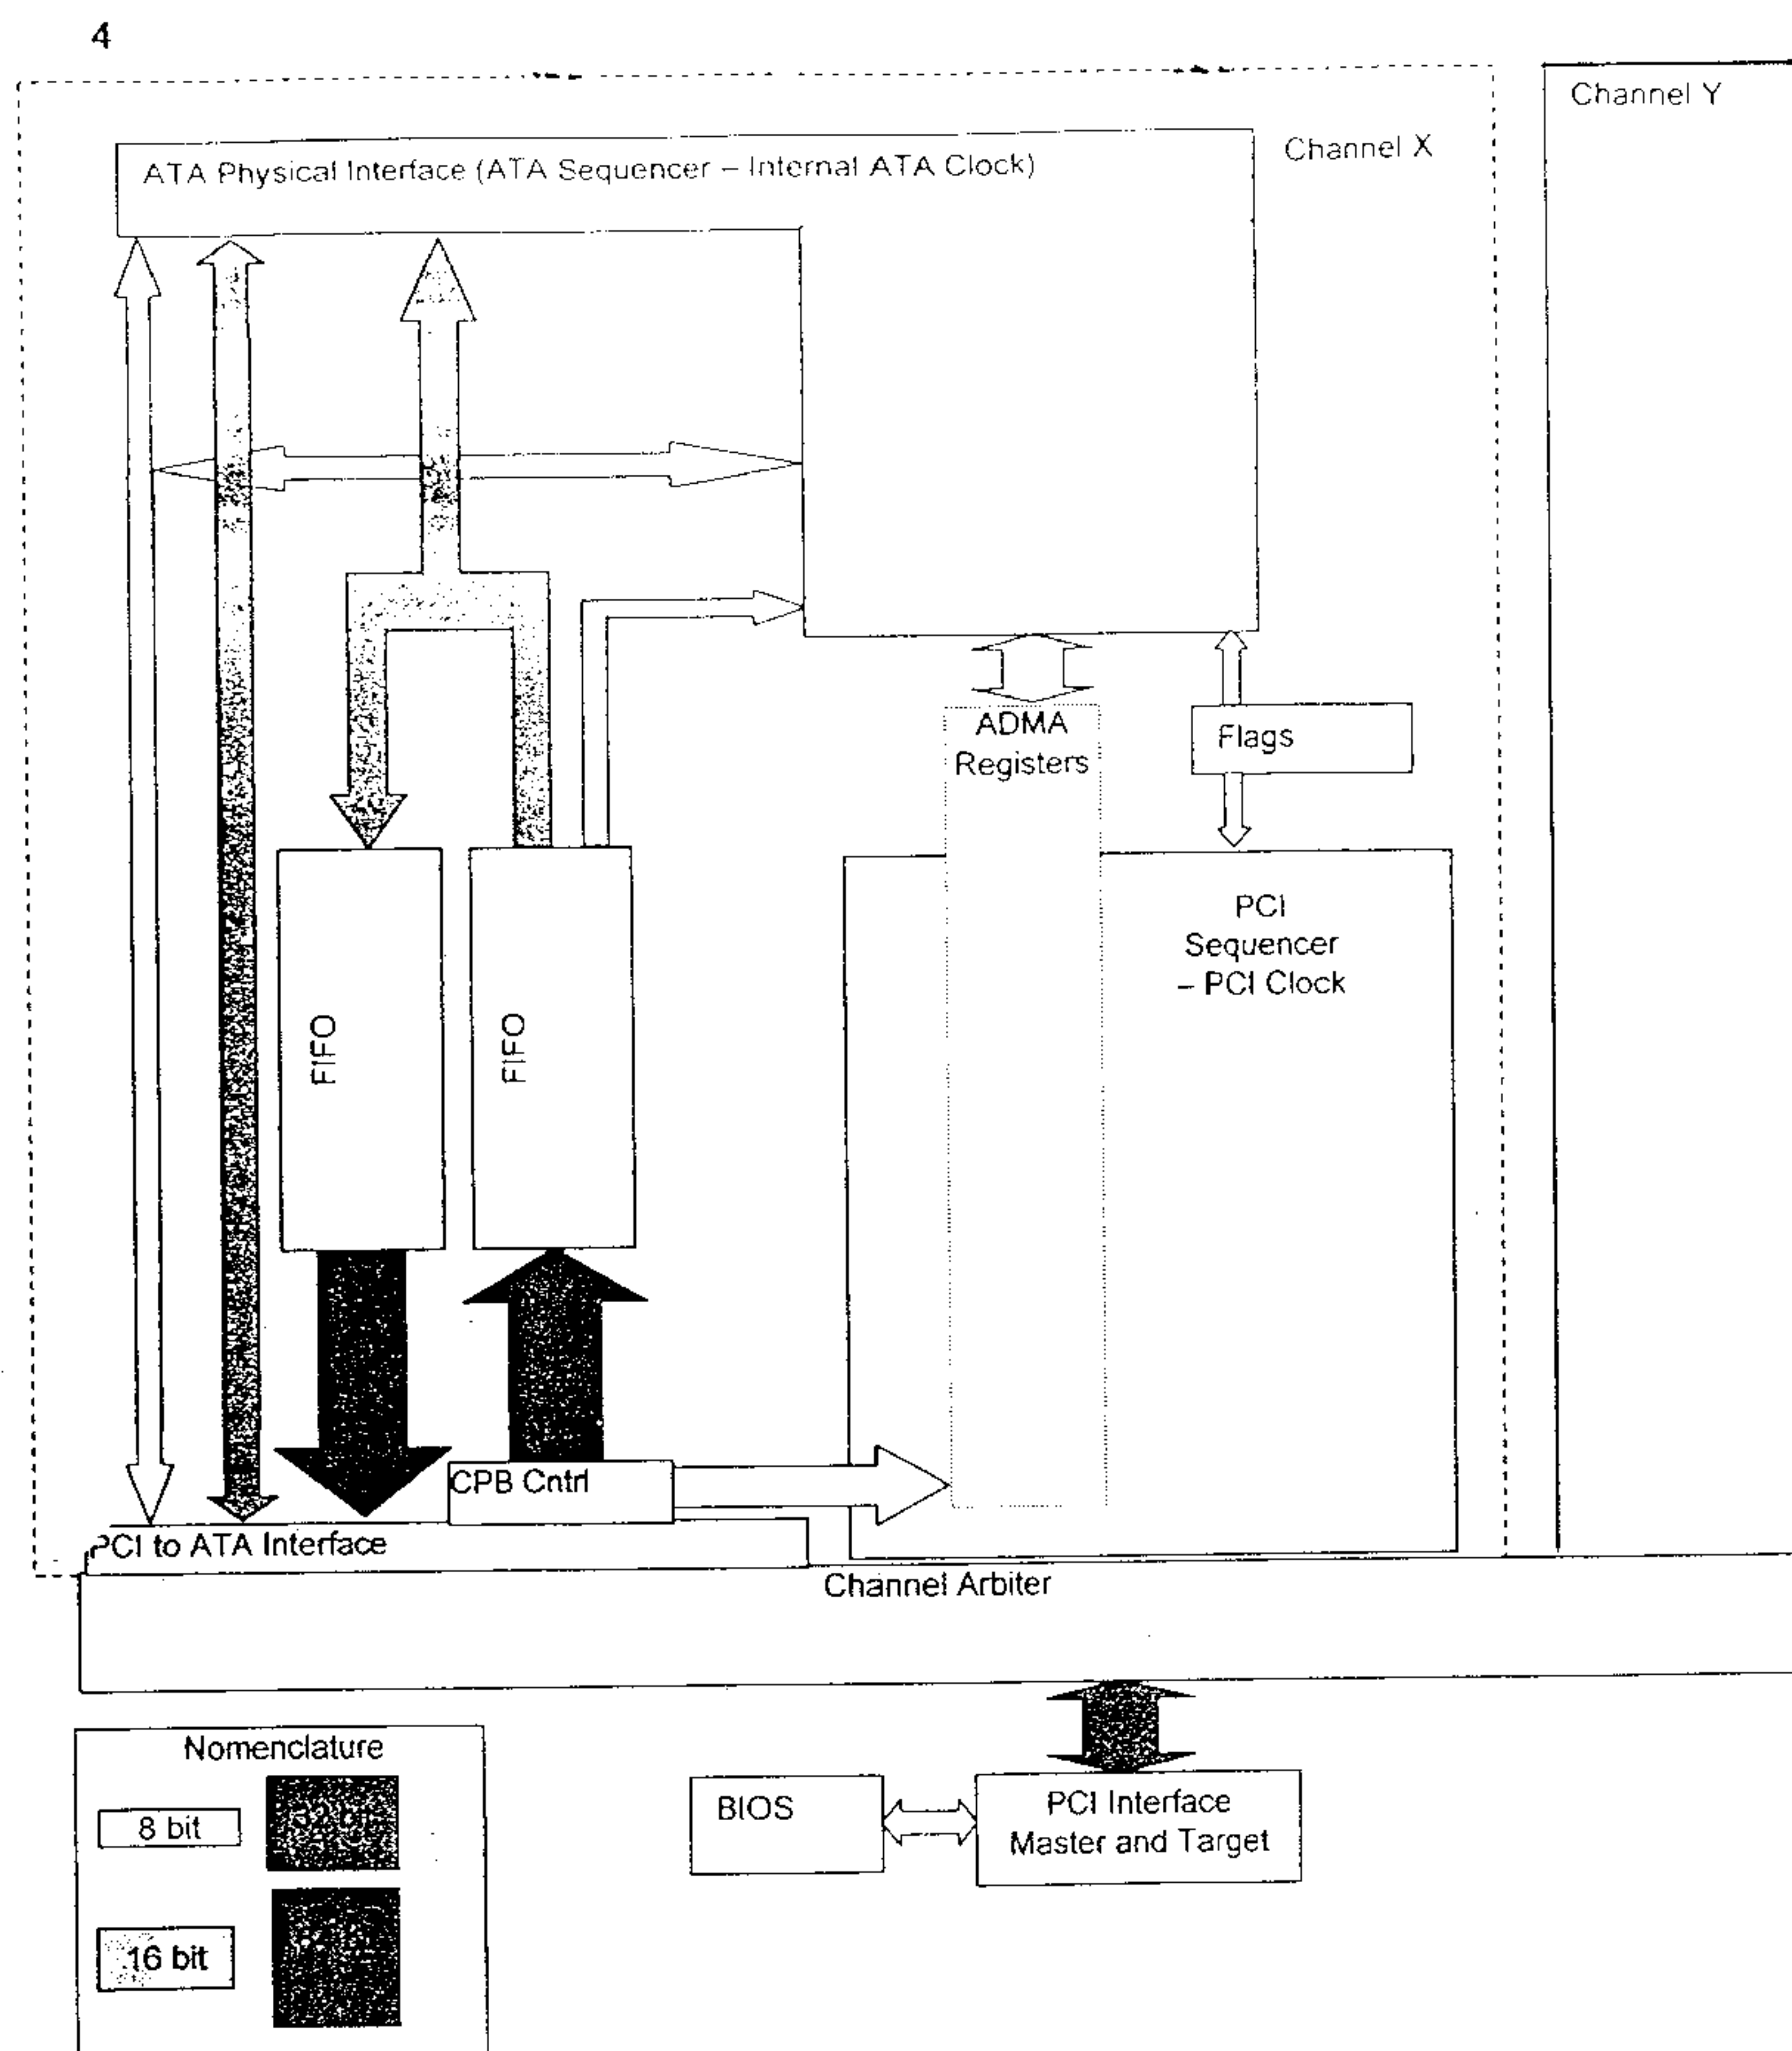 4
Channel Y
Channel X
ATA Physical Interface (ATA Sequencer – Internal ATA Clock)
ADMA
Registers
Flags
PCI
Sequencer
– PCI Clock
FIFO
FIFO
CPB Cntrl
PCI to ATA Interface
Channel Arbiter
Nomenclature
8 bit
32 bit
16 bit
BIOS
PCI Interface
Master and Target